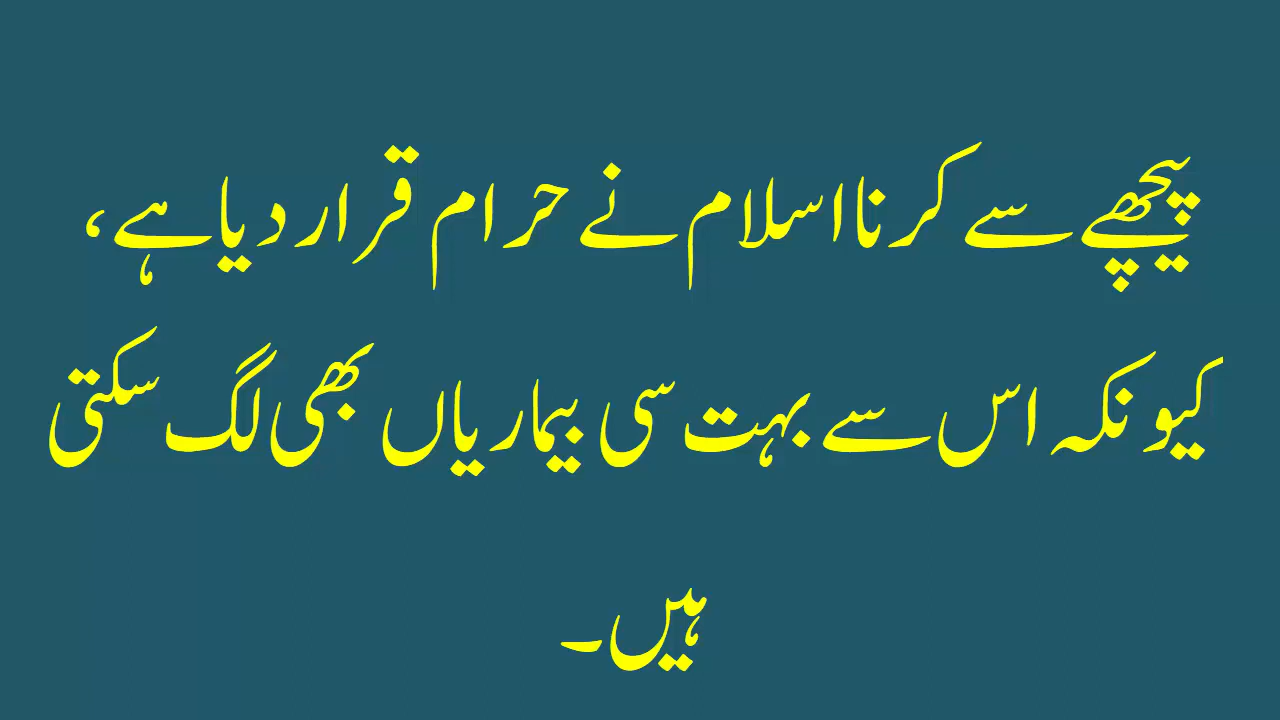 پیچھے سے کرنا اسلام نے حرام قرار دیا ہے،
کیونکہ اس سے بہت سی بیماریاں بھی لگ سکتی
ہیں۔